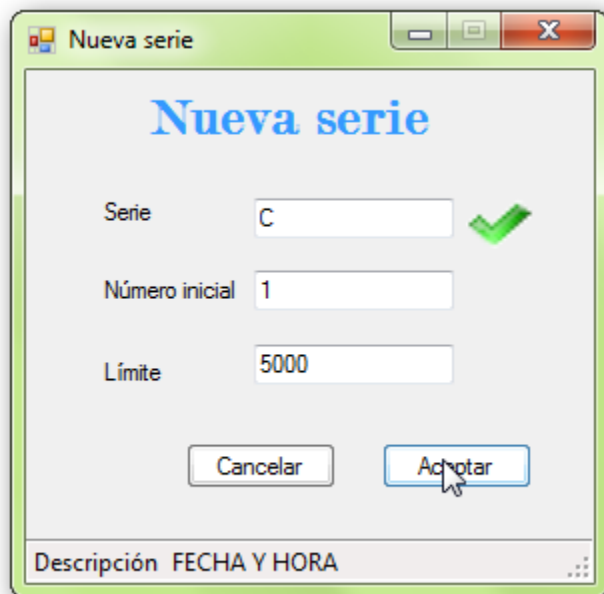 Nueva serie
Nueva serie
Serie C
Número inicial 1
Límite 5000
Cancelar Aceptar
Descripción FECHA Y HORA